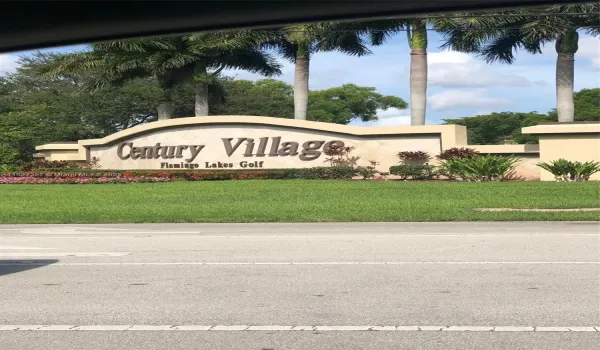 Century Village
Flamingo Lakes Golf